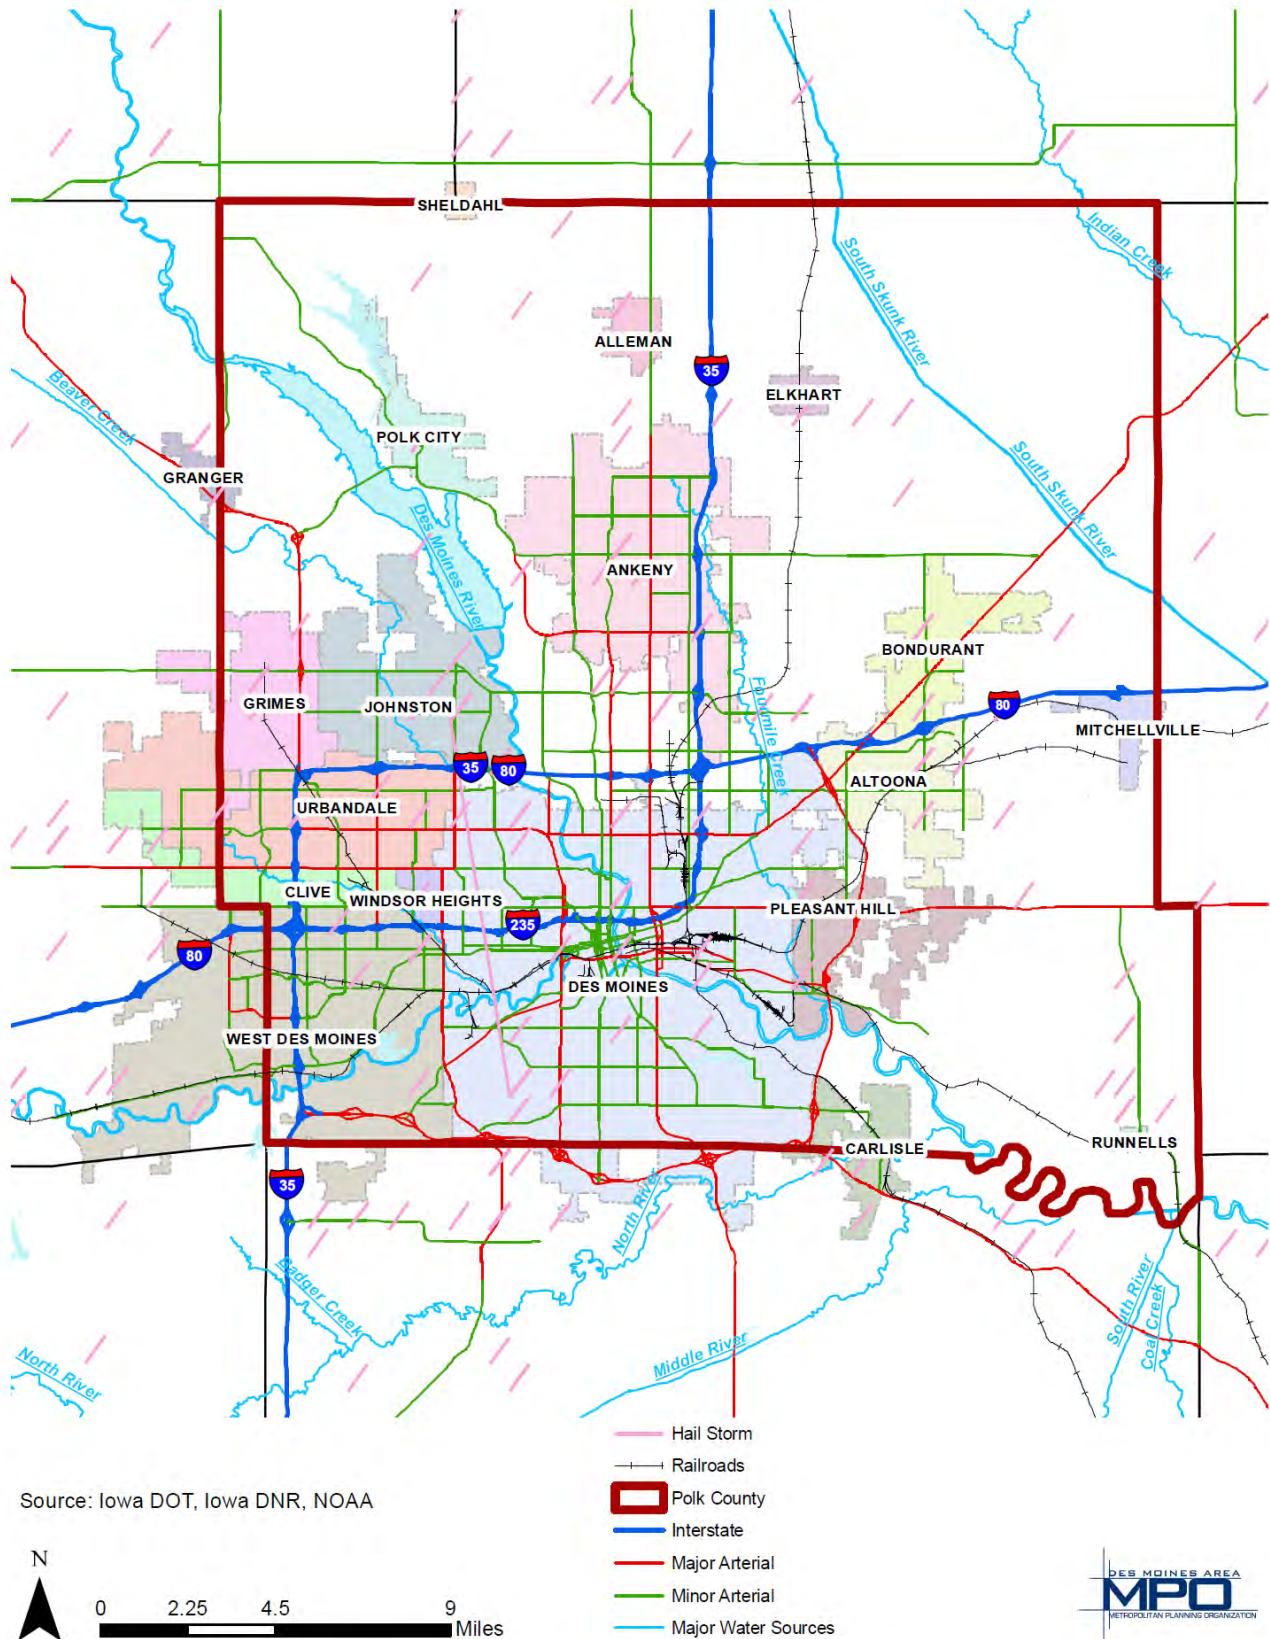 SHELDAHL
Indian Creek
South Skunk River
ALLEMAN
35
ELKHART
Beaver Creek
POLK CITY
GRANGER
South Skunk River
Des Moines River
ANKENY
BONDURANT
Fourmile Creek
GRIMES
JOHNSTON
80
MITCHELLVILLE
35
80
ALTOONA
URBANDALE
CLIVE
WINDSOR HEIGHTS
PLEASANT HILL
235
80
DES MOINES
WEST DES MOINES
CARLISLE
RUNNELLS
35
North River
Badger Creek
South River
Coal Creek
Middle River
North River
Hail Storm
Railroads
Polk County
Interstate
Major Arterial
Minor Arterial
Major Water Sources
Source: Iowa DOT, Iowa DNR, NOAA
N
0 2.25 4.5 9
Miles
DES MOINES AREA
MPO
METROPOLITAN PLANNING ORGANIZATION